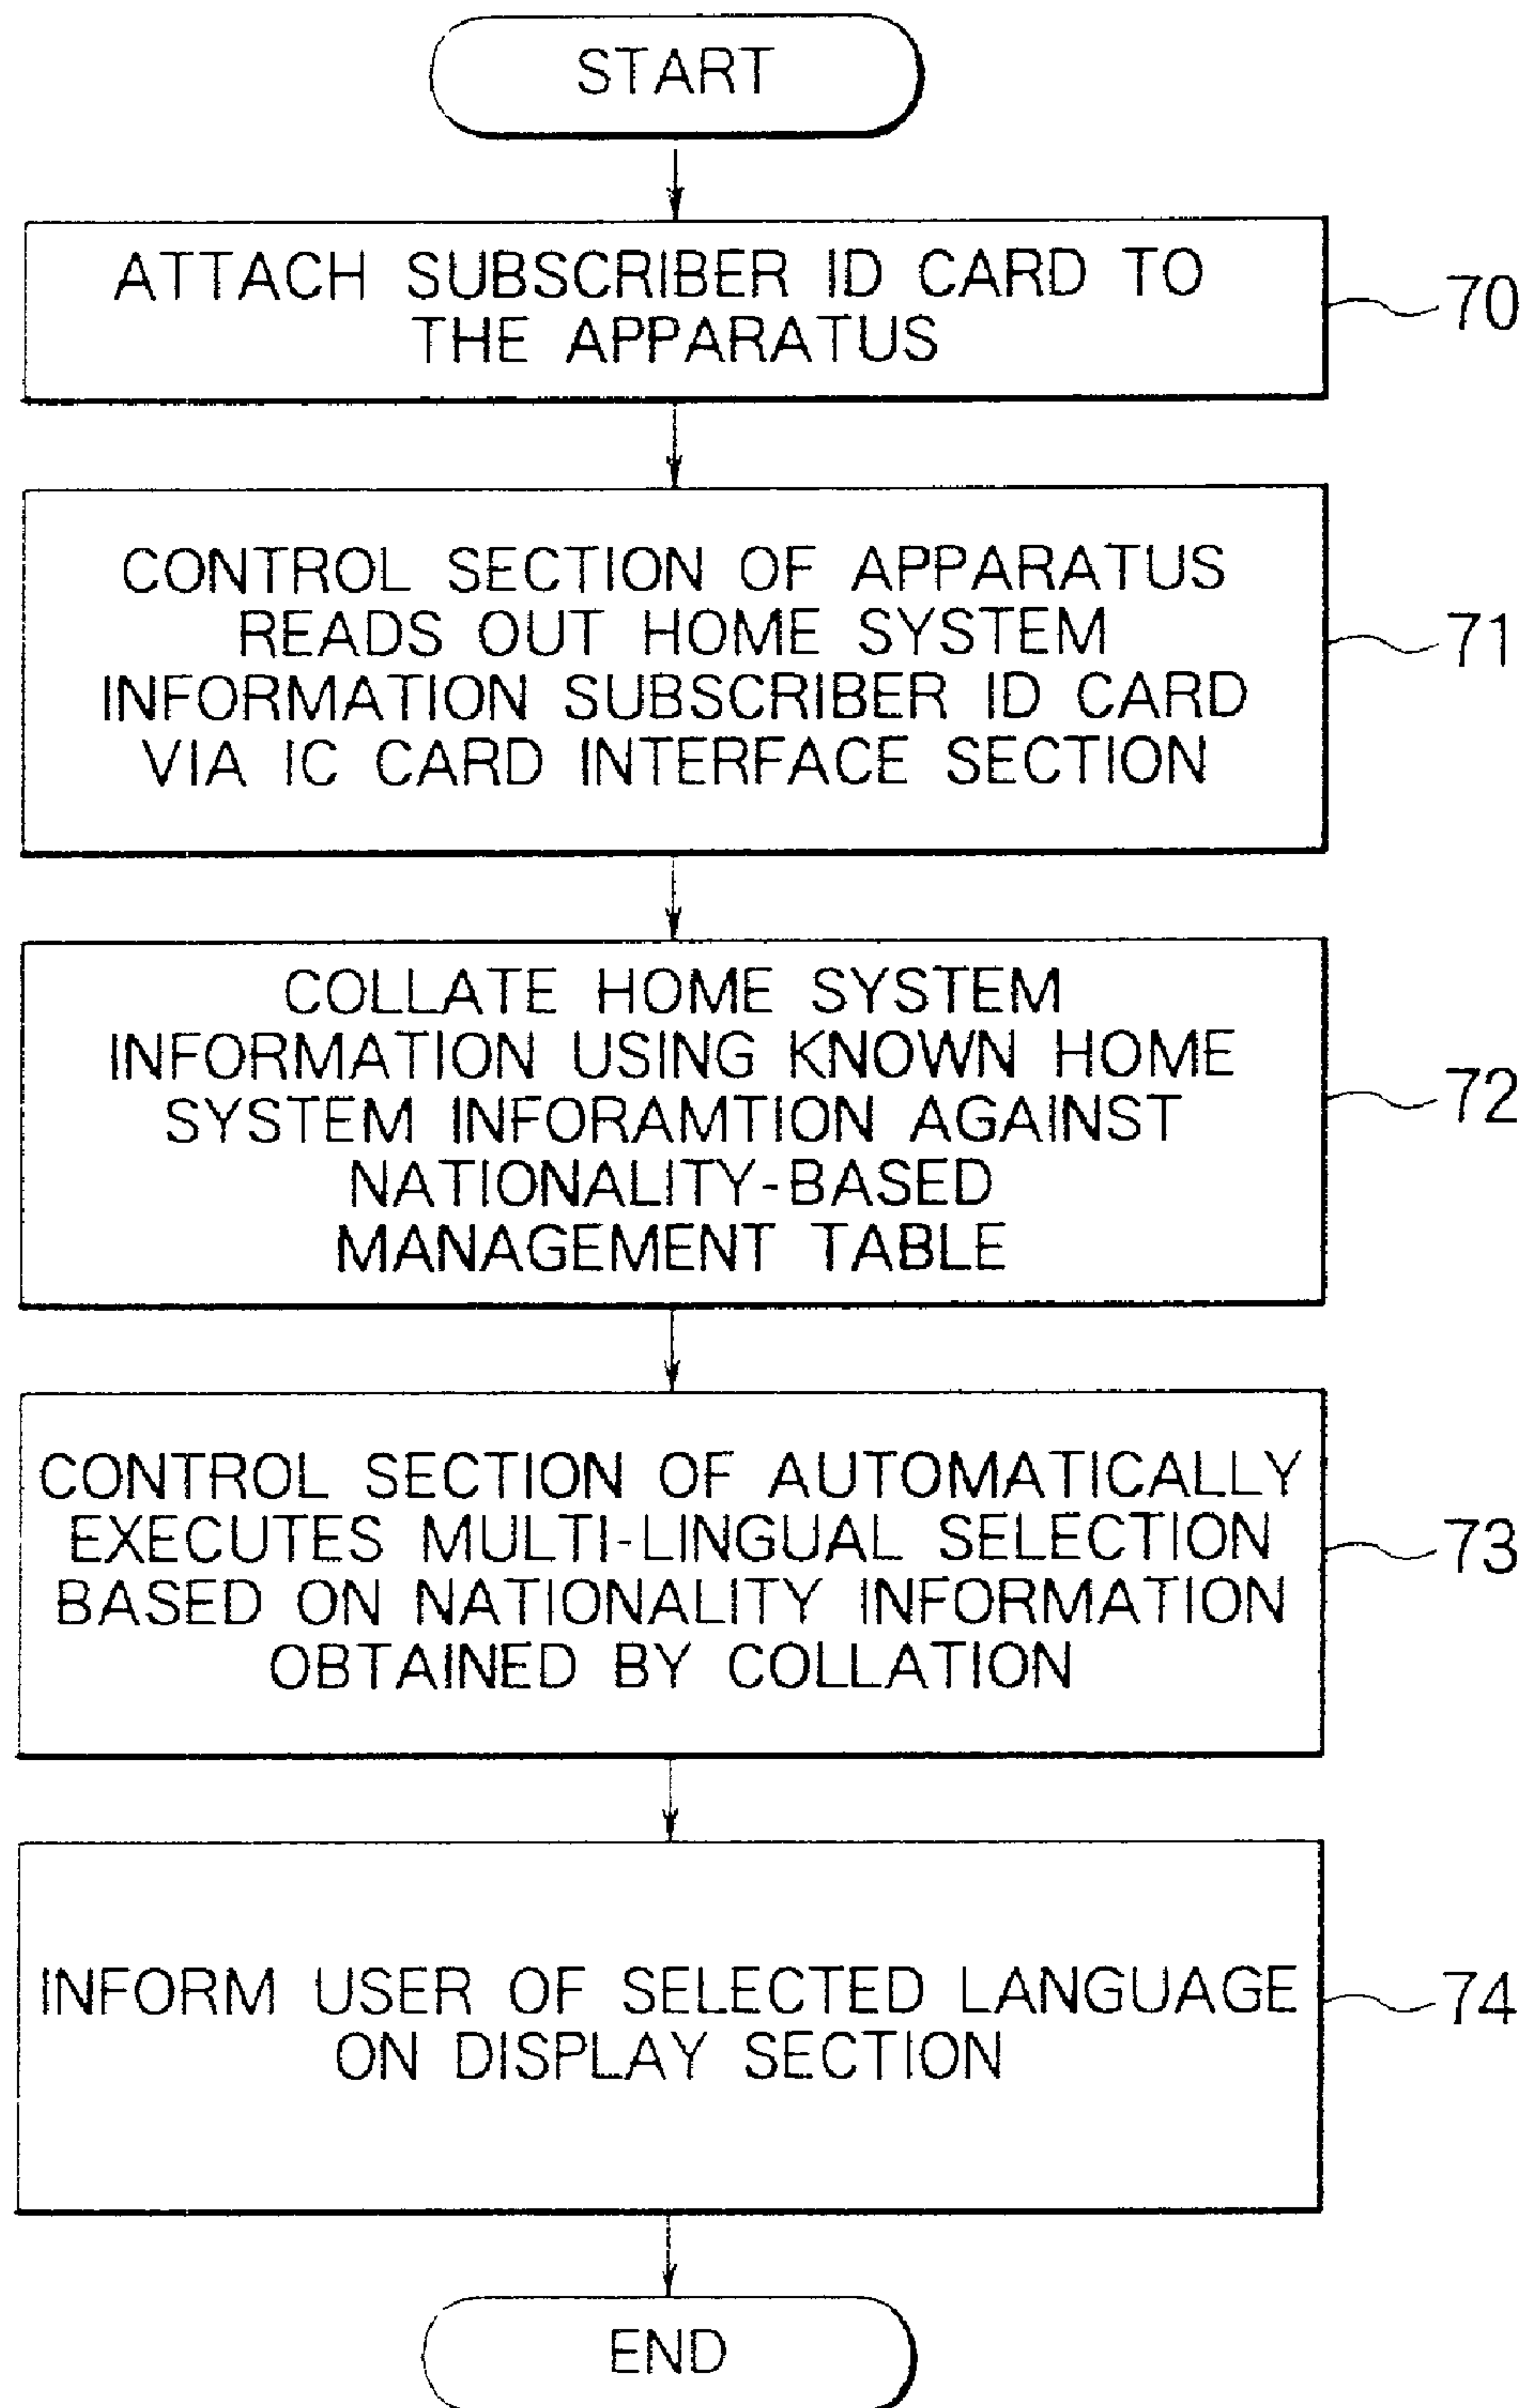 START
ATTACH SUBSCRIBER ID CARD TO
THE APPARATUS
70
CONTROL SECTION OF APPARATUS
READS OUT HOME SYSTEM
INFORMATION SUBSCRIBER ID CARD
VIA IC CARD INTERFACE SECTION
71
COLLATE HOME SYSTEM
INFORMATION USING KNOWN HOME
SYSTEM INFORAMTION AGAINST
NATIONALITY-BASED
MANAGEMENT TABLE
72
CONTROL SECTION OF AUTOMATICALLY
EXECUTES MULTI-LINGUAL SELECTION
BASED ON NATIONALITY INFORMATION
OBTAINED BY COLLATION
73
INFORM USER OF SELECTED LANGUAGE
ON DISPLAY SECTION
74
END